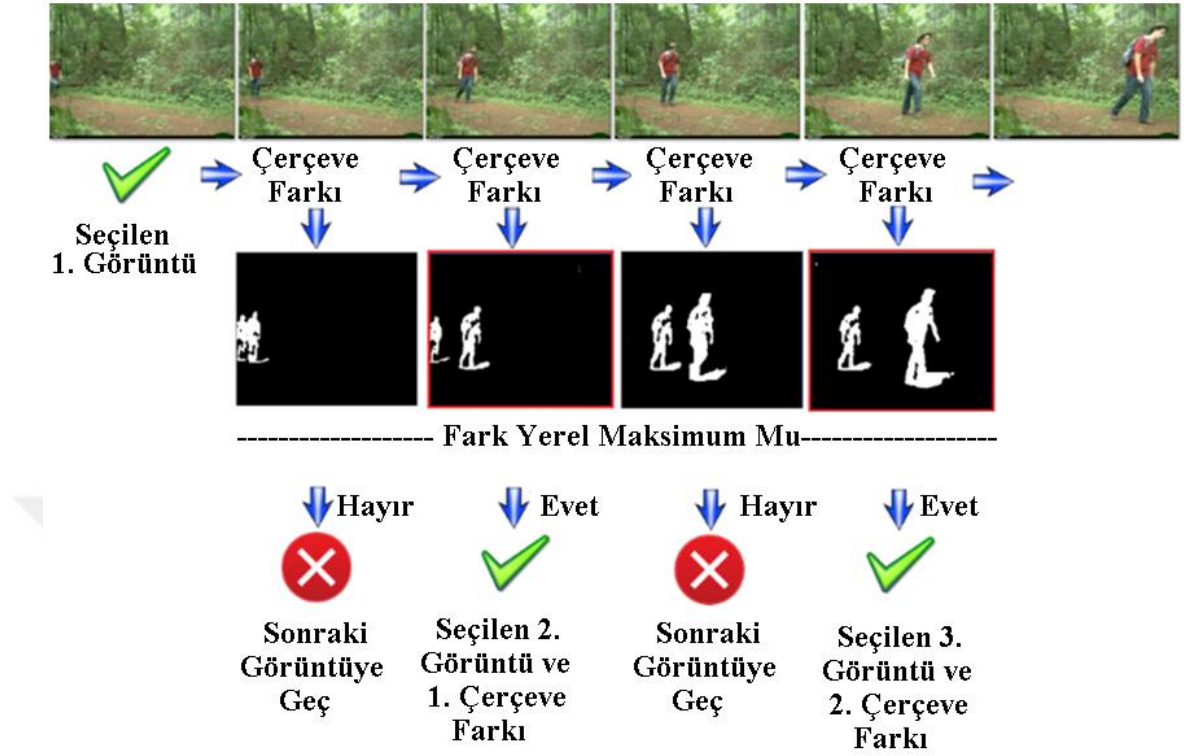 Çerçeve Farkı
Çerçeve Farkı
Çerçeve Farkı
Çerçeve Farkı
Seçilen
1. Görüntü
------------------- Fark Yerel Maksimum Mu-------------------
Hayır
Evet
Hayır
Evet
Sonraki
Görüntüye
Geç
Seçilen 2.
Görüntü ve
1. Çerçeve
Farkı
Sonraki
Görüntüye
Geç
Seçilen 3.
Görüntü ve
2. Çerçeve
Farkı